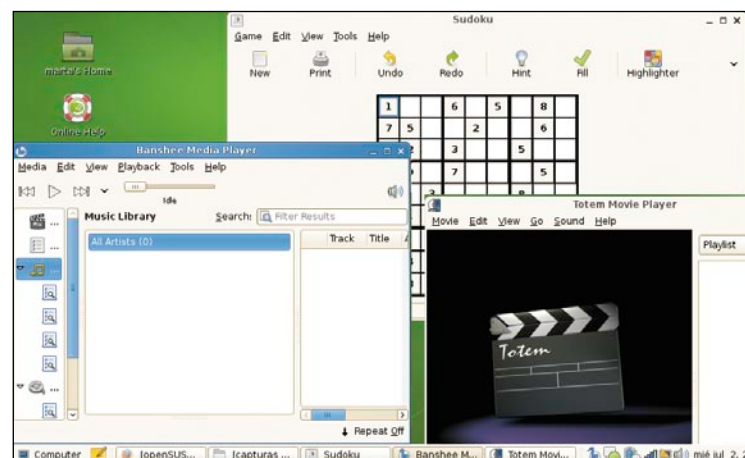 Sudoku
Game Edit View Tools Help
New Print Undo Redo Hint Fill Highlighter
marta's Home
Online Help
1 6 5 8
7 5 2 6
3 5
7 5
Banshee Media Player
Media Edit View Playback Tools Help
Idle
Music Library Search: Filter Results
All Artists (0)
Track Title
Totem Movie Player
Movie Edit View Go Sound Help
Playlist
Totem
Repeat Off
Computer [openSUS... [capturas ... Sudoku Banshee M... Totem Movi... mié jul 2, 2